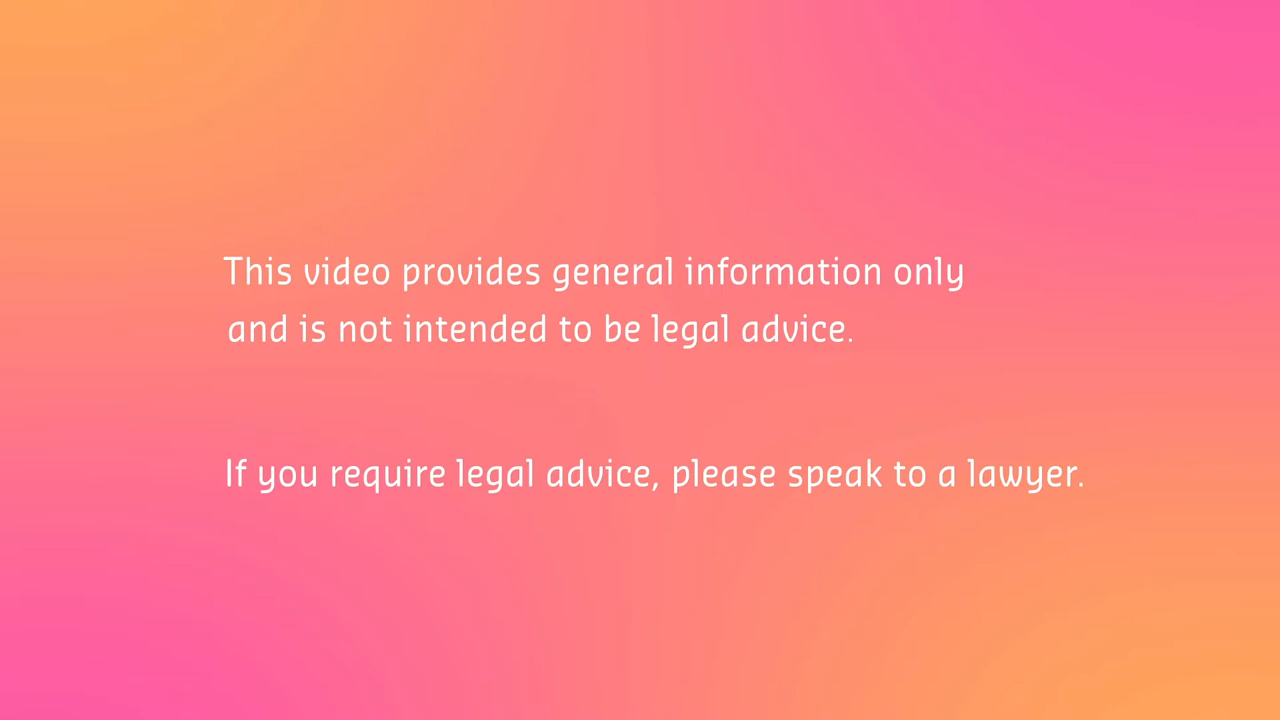 This video provides general information only
and is not intended to be legal advice.
If you require legal advice, please speak to a lawyer.